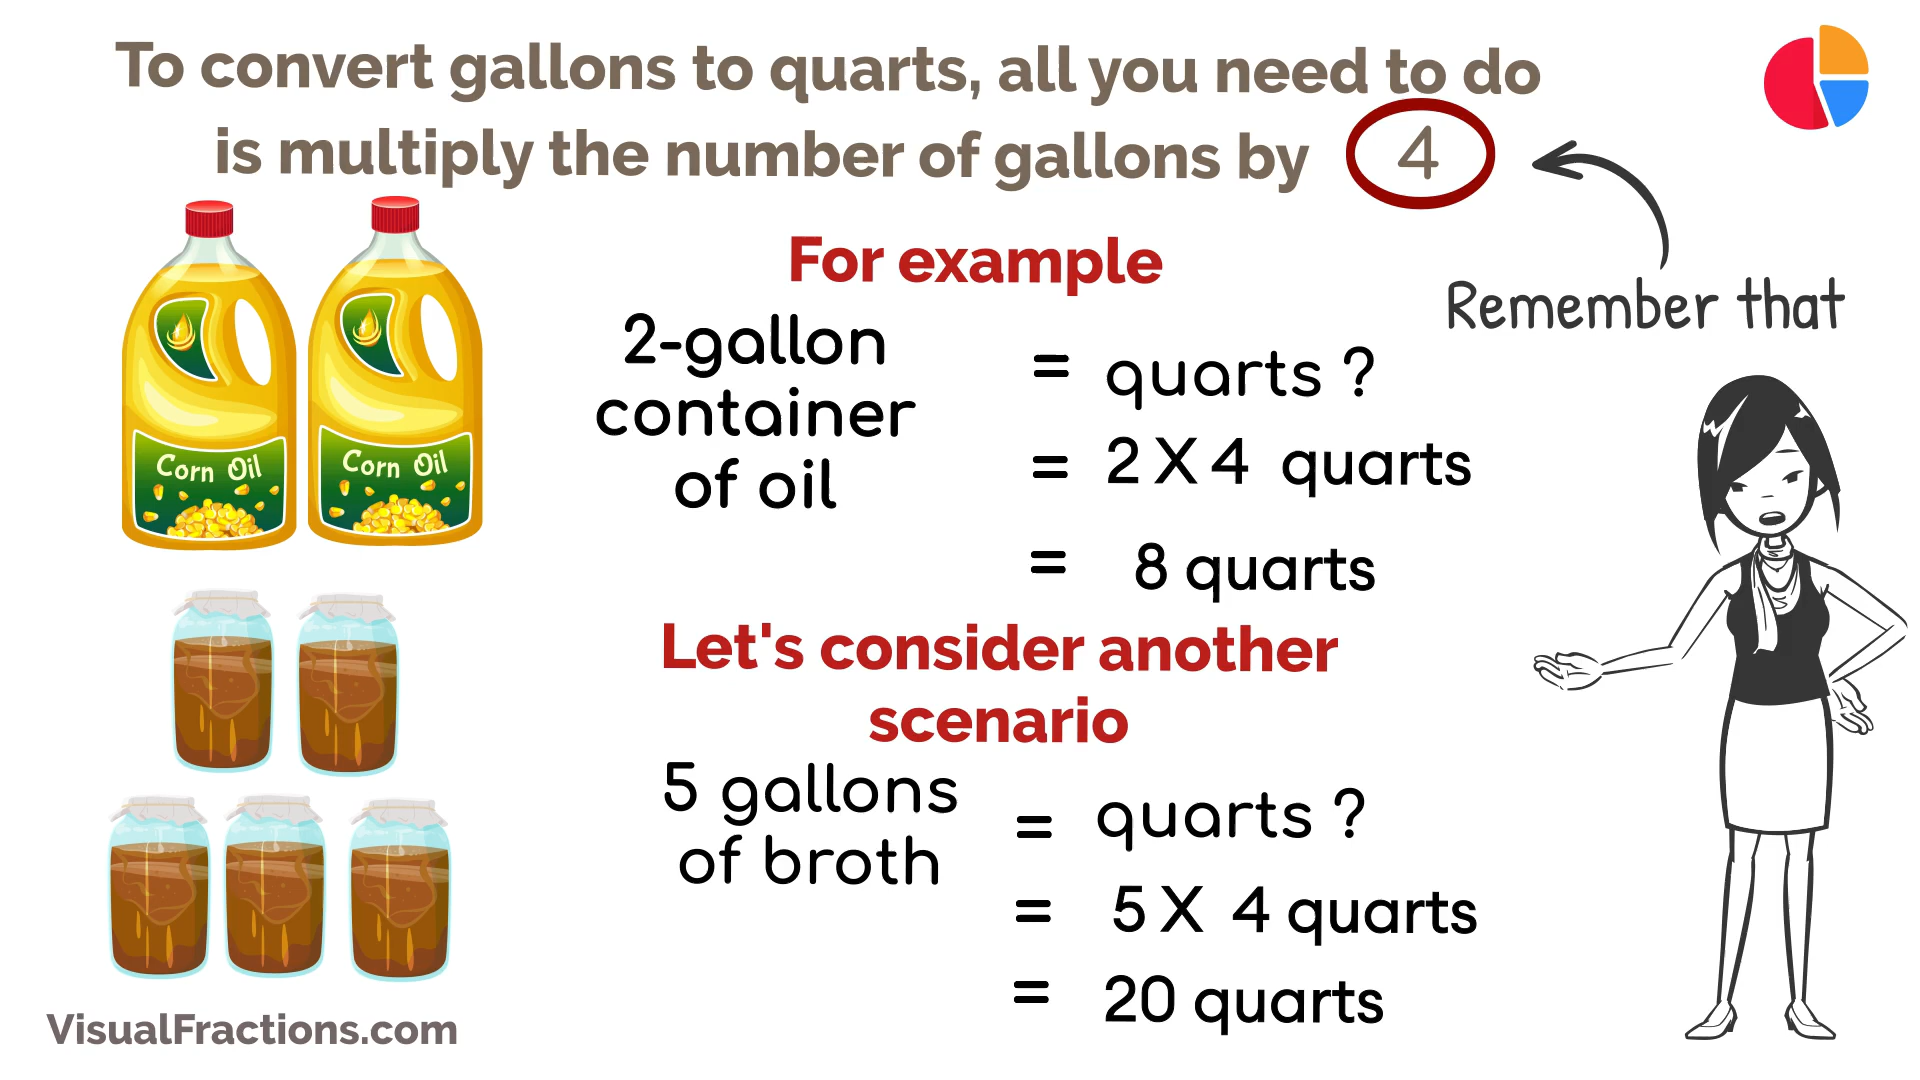 To convert gallons to quarts, all you need to do
is multiply the number of gallons by 4
Remember that
For example
2-gallon
container
of oil
= quarts ?
= 2 X 4 quarts
= 8 quarts
Corn Oil
Corn Oil
Let's consider another
scenario
5 gallons
of broth
= quarts ?
= 5 X 4 quarts
= 20 quarts
VisualFractions.com